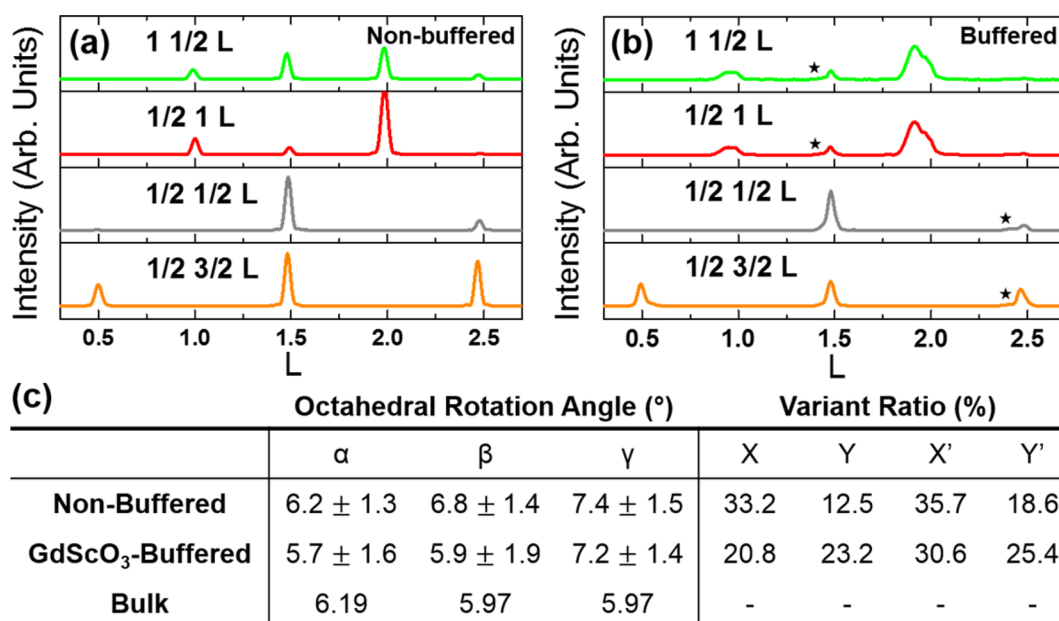 (a) 1 1/2 L Non-buffered
1/2 1 L
1/2 1/2 L
1/2 3/2 L
Intensity (Arb. Units)
0.5 1.0 1.5 2.0 2.5
L
(b) 1 1/2 L Buffered
★
1/2 1 L
★
1/2 1/2 L
★
1/2 3/2 L
★
Intensity (Arb. Units)
0.5 1.0 1.5 2.0 2.5
L
(c)
Octahedral Rotation Angle (°) Variant Ratio (%)
α β γ X Y X' Y'
Non-Buffered 6.2 ± 1.3 6.8 ± 1.4 7.4 ± 1.5 33.2 12.5 35.7 18.6
GdScO₃-Buffered 5.7 ± 1.6 5.9 ± 1.9 7.2 ± 1.4 20.8 23.2 30.6 25.4
Bulk 6.19 5.97 5.97 - - - -